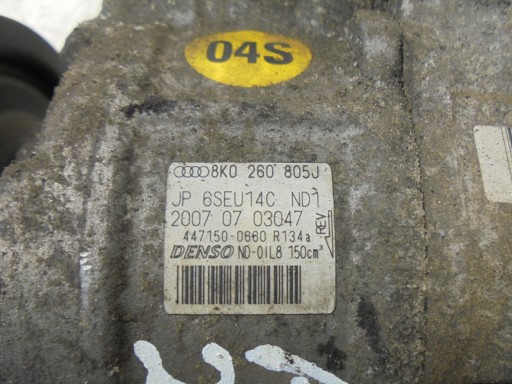 04S
8K0 260 805J
JP 6SEU14C ND1
2007 07 03047
REV
447150-0660 R134a
DENSO ND-OIL8 150cm³